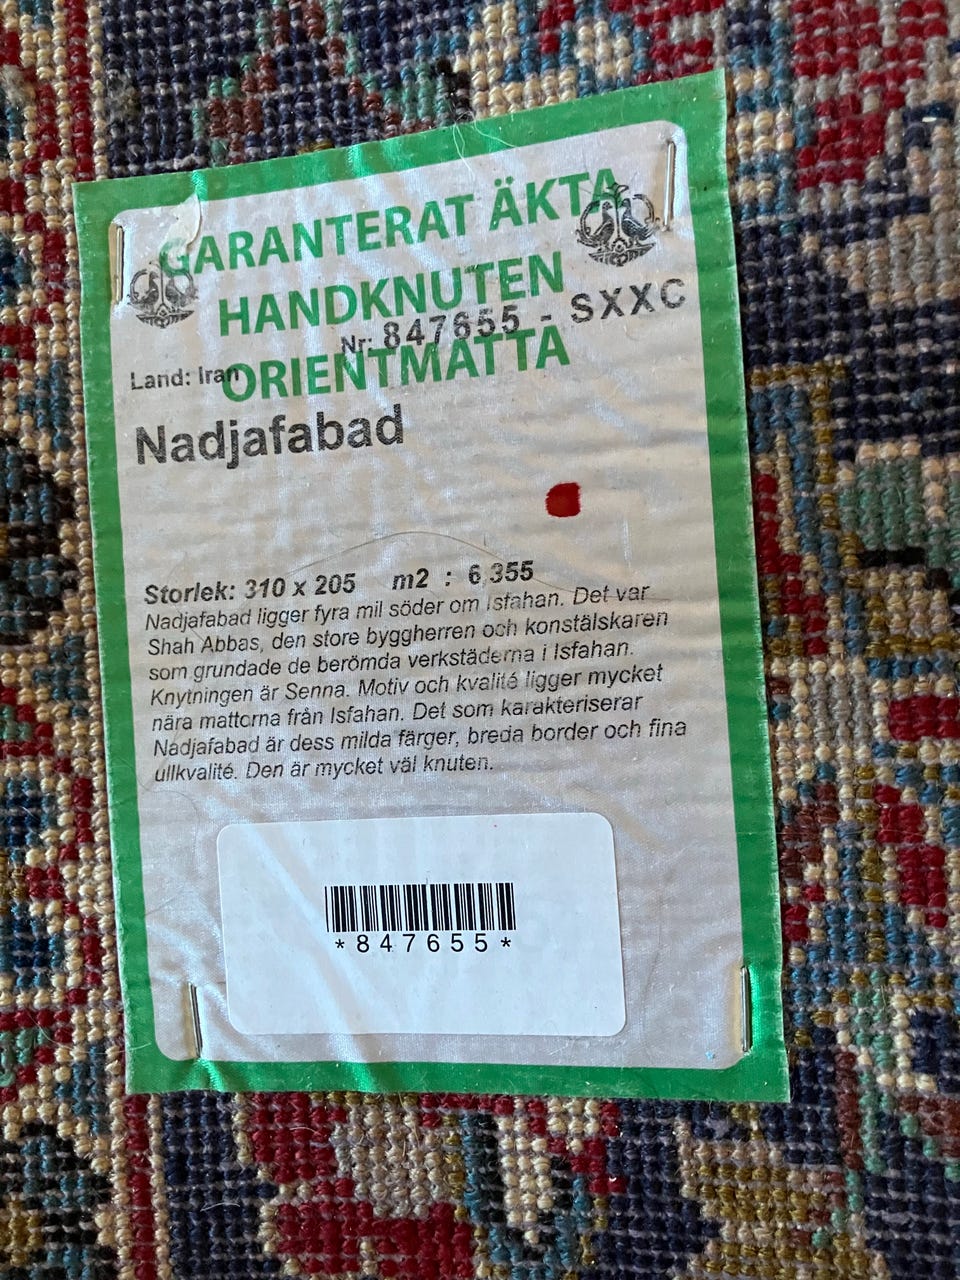 GARANTERAT ÄKTA
HANDKNUTEN
Nr: 847655 - SXXC
ORIENTMATTA
Land: Iran
Nadjafabad
Storlek: 310 x 205 m2 : 6 355
Nadjafabad ligger fyra mil söder om Isfahan. Det var
Shah Abbas, den store byggherren och konstälskaren
som grundade de berömda verkstäderna i Isfahan.
Knytningen är Senna. Motiv och kvalité ligger mycket
nära mattorna från Isfahan. Det som karakteriserar
Nadjafabad är dess milda färger, breda border och fina
ullkvalité. Den är mycket väl knuten.
*847655*